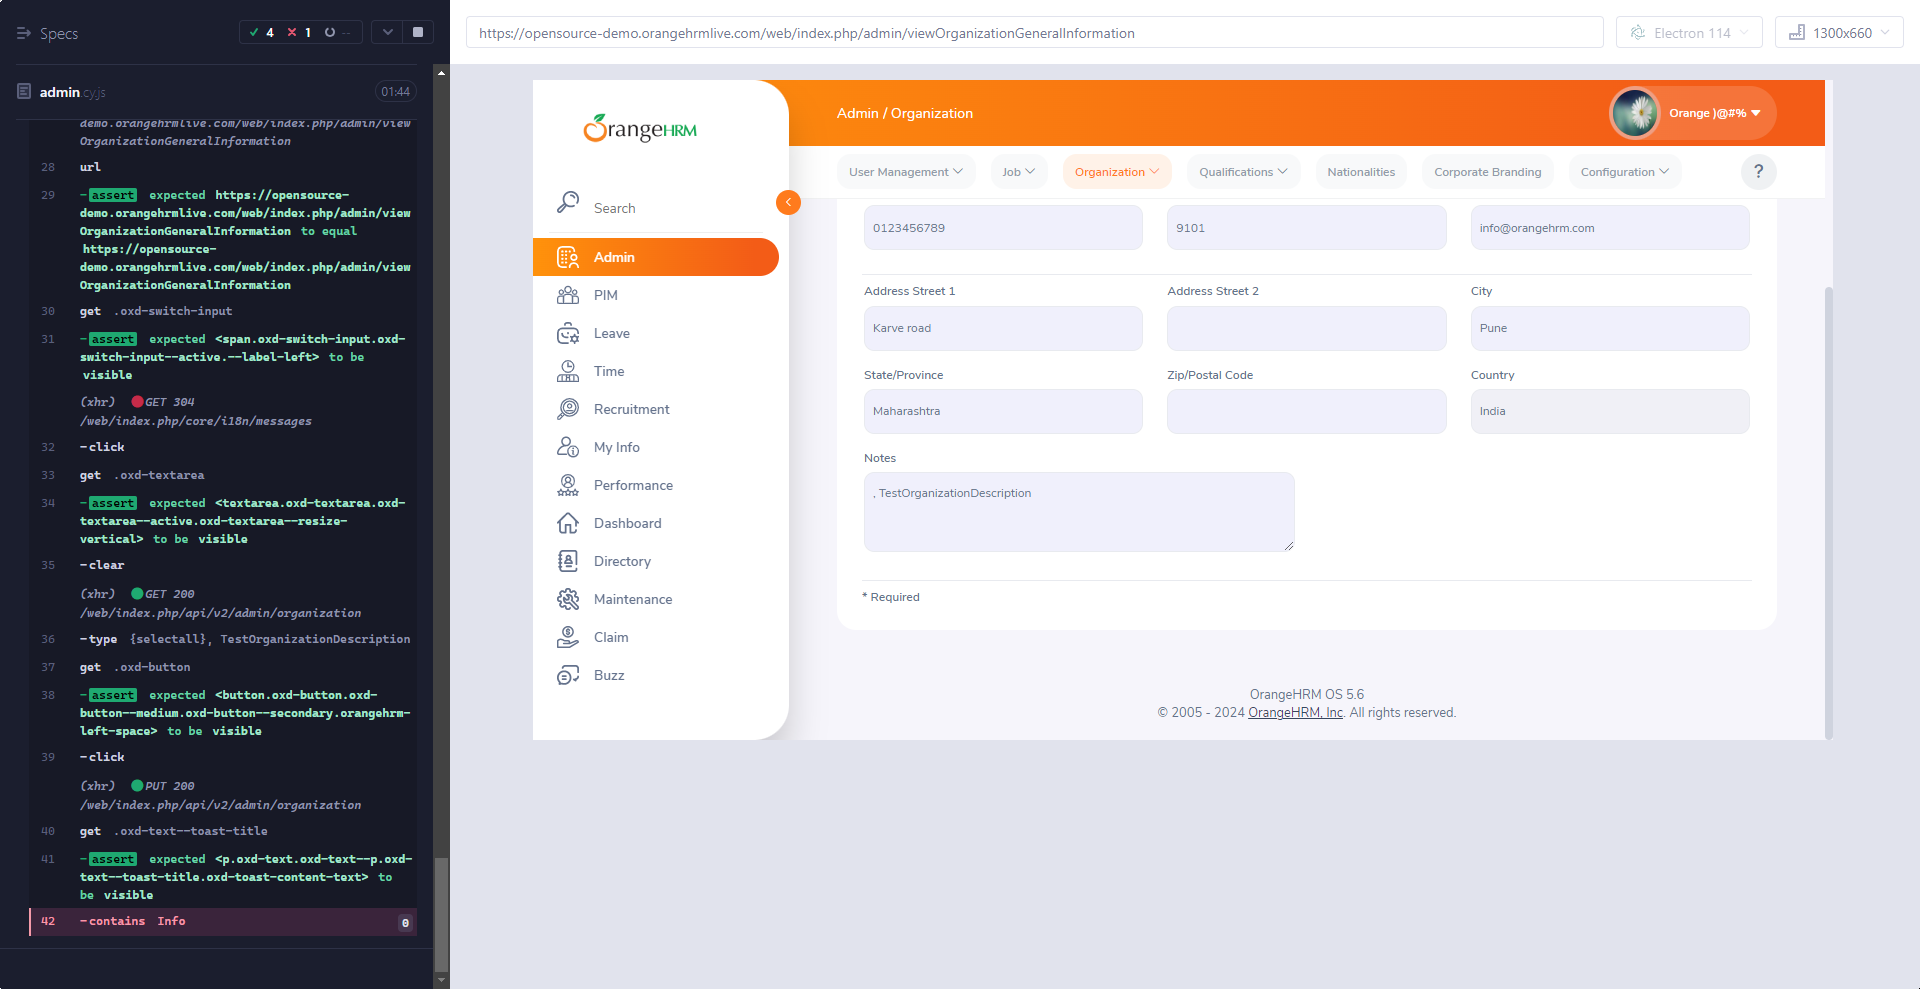 Specs
4 1 --
admin.cy.js
01:44
demo.orangehrmlive.com/web/index.php/admin/view
OrganizationGeneralInformation
28 url
29 -assert expected https://opensource-
demo.orangehrmlive.com/web/index.php/admin/view
OrganizationGeneralInformation to equal
https://opensource-
demo.orangehrmlive.com/web/index.php/admin/view
OrganizationGeneralInformation
30 get .oxd-switch-input
31 -assert expected <span.oxd-switch-input.oxd-
switch-input--active.--label-left> to be
visible
(xhr) GET 304
/web/index.php/core/i18n/messages
32 -click
33 get .oxd-textarea
34 -assert expected <textarea.oxd-textarea.oxd-
textarea--active.oxd-textarea--resize-
vertical> to be visible
35 -clear
(xhr) GET 200
/web/index.php/api/v2/admin/organization
36 -type {selectall}, TestOrganizationDescription
37 get .oxd-button
38 -assert expected <button.oxd-button.oxd-
button--medium.oxd-button--secondary.orangehrm-
left-space> to be visible
39 -click
(xhr) PUT 200
/web/index.php/api/v2/admin/organization
40 get .oxd-text--toast-title
41 -assert expected <p.oxd-text.oxd-text--p.oxd-
text--toast-title.oxd-toast-content-text> to
be visible
42 -contains Info 0
https://opensource-demo.orangehrmlive.com/web/index.php/admin/viewOrganizationGeneralInformation
Electron 114
1300x660
OrangeHRM
Search
Admin
PIM
Leave
Time
Recruitment
My Info
Performance
Dashboard
Directory
Maintenance
Claim
Buzz
Admin / Organization
Orange )@#%
User Management
Job
Organization
Qualifications
Nationalities
Corporate Branding
Configuration
?
0123456789
9101
info@orangehrm.com
Address Street 1
Address Street 2
City
Karve road
Pune
State/Province
Zip/Postal Code
Country
Maharashtra
India
Notes
, TestOrganizationDescription
* Required
OrangeHRM OS 5.6
© 2005 - 2024 OrangeHRM, Inc. All rights reserved.